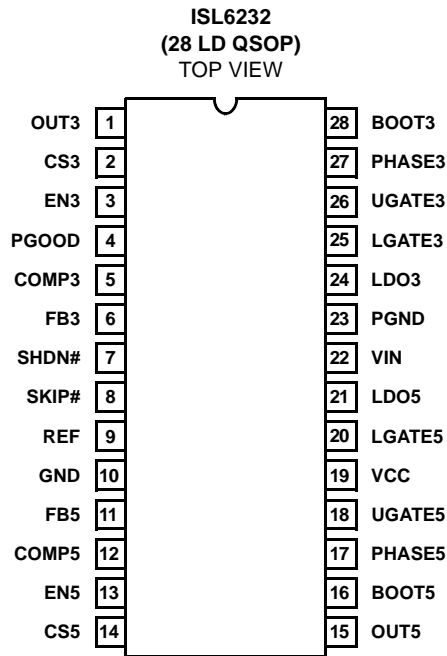 ISL6232
(28 LD QSOP)
TOP VIEW
OUT3 1 28 BOOT3
CS3 2 27 PHASE3
EN3 3 26 UGATE3
PGOOD 4 25 LGATE3
COMP3 5 24 LDO3
FB3 6 23 PGND
SHDN# 7 22 VIN
SKIP# 8 21 LDO5
REF 9 20 LGATE5
GND 10 19 VCC
FB5 11 18 UGATE5
COMP5 12 17 PHASE5
EN5 13 16 BOOT5
CS5 14 15 OUT5